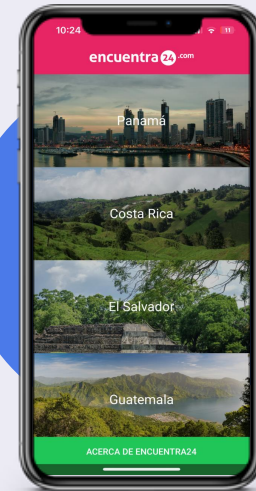 10:24
11
encuentra24.com
Panamá
Costa Rica
El Salvador
Guatemala
ACERCA DE ENCUENTRA24